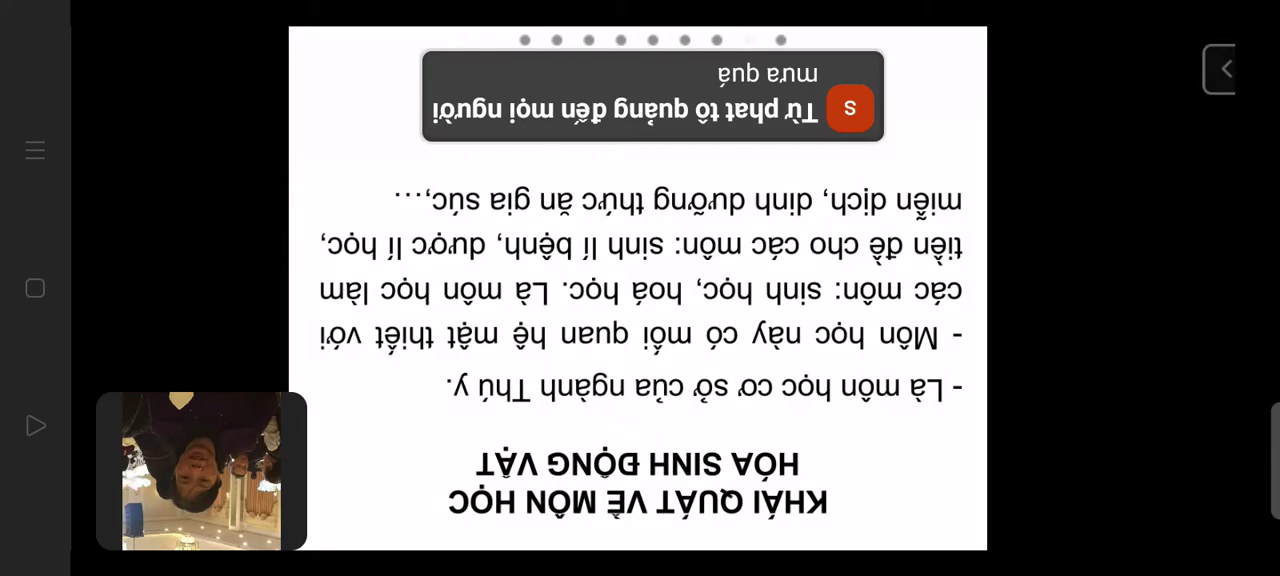 KHÁI QUÁT VỀ MÔN HỌC
HÓA SINH ĐỘNG VẬT
- Là môn học cơ sở của ngành Thú y.
- Môn học này có mối quan hệ mật thiết với
các môn: sinh học, hoá học. Là môn học làm
tiền đề cho các môn: sinh lí bệnh, dược lí học,
miễn dịch, dinh dưỡng thức ăn gia súc,…
S
Từ phat tô quảng đến mọi người
mưa quá